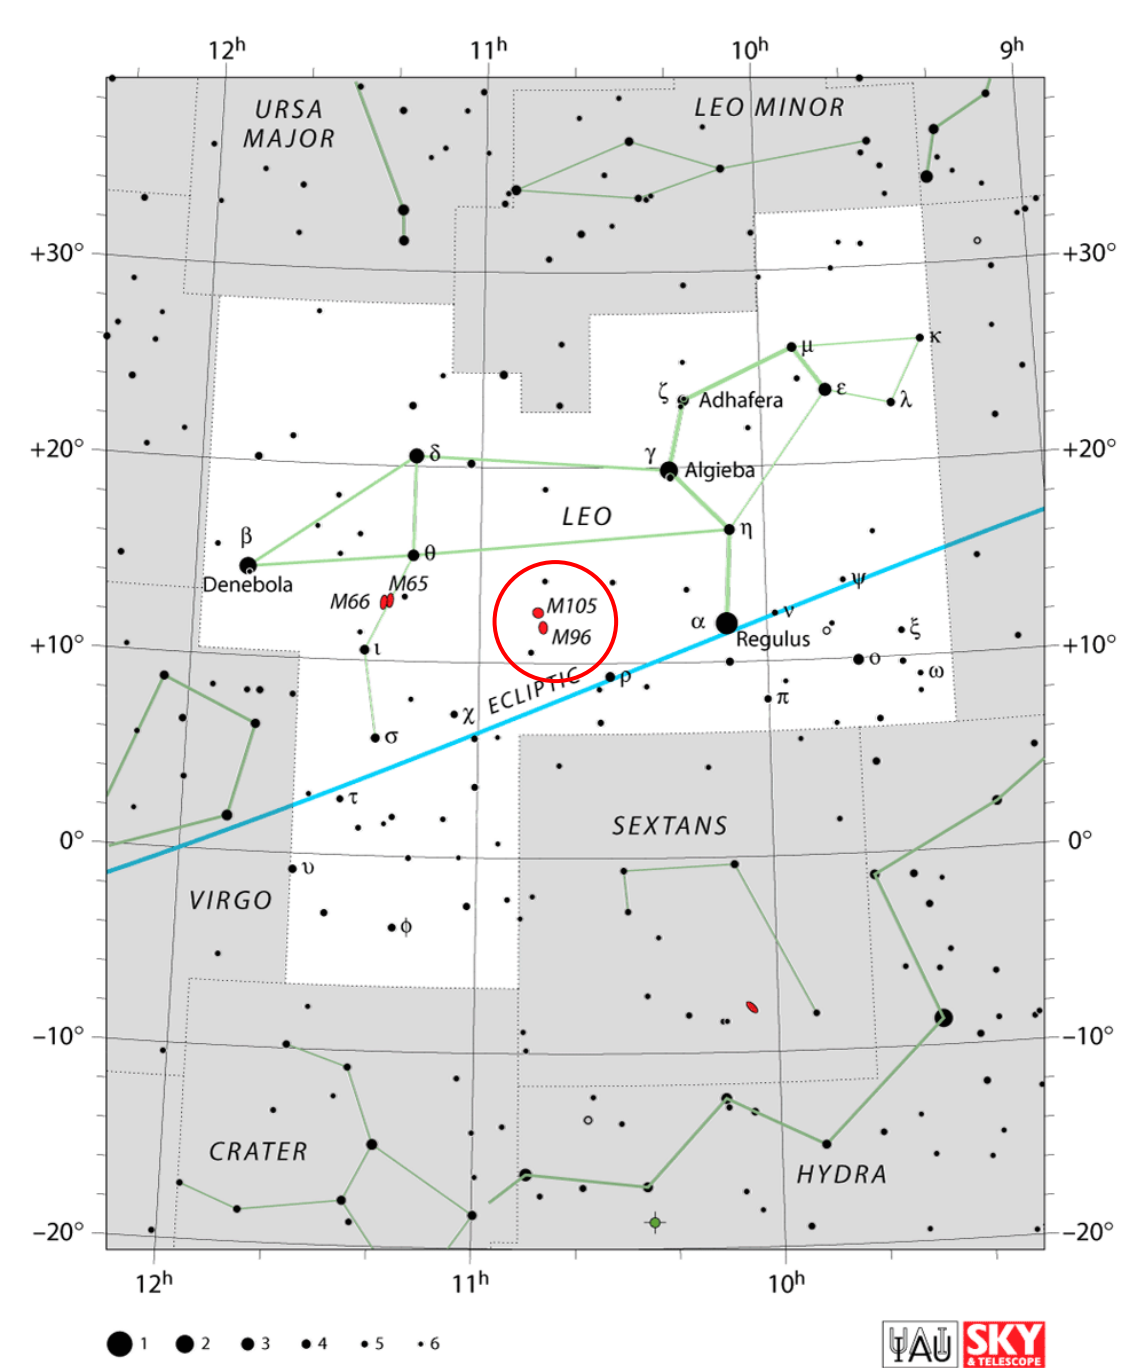 12h 11h 10h 9h
URSA
MAJOR
LEO MINOR
+30° +30°
κ
μ
ε
λ
ζ Adhafera
+20° +20°
δ
γ Algieba
LEO
η
β
θ
Denebola
M65
M66
ψ
M105
ν
M96
α
Regulus
ξ
+10° +10°
ι
ο
ω
ECLIPTIC
ρ
π
χ
σ
τ
SEXTANS
0° 0°
υ
VIRGO
ϕ
−10° −10°
CRATER
HYDRA
−20° −20°
12h 11h 10h
1 2 3 4 5 6
IAU
SKY
& TELESCOPE